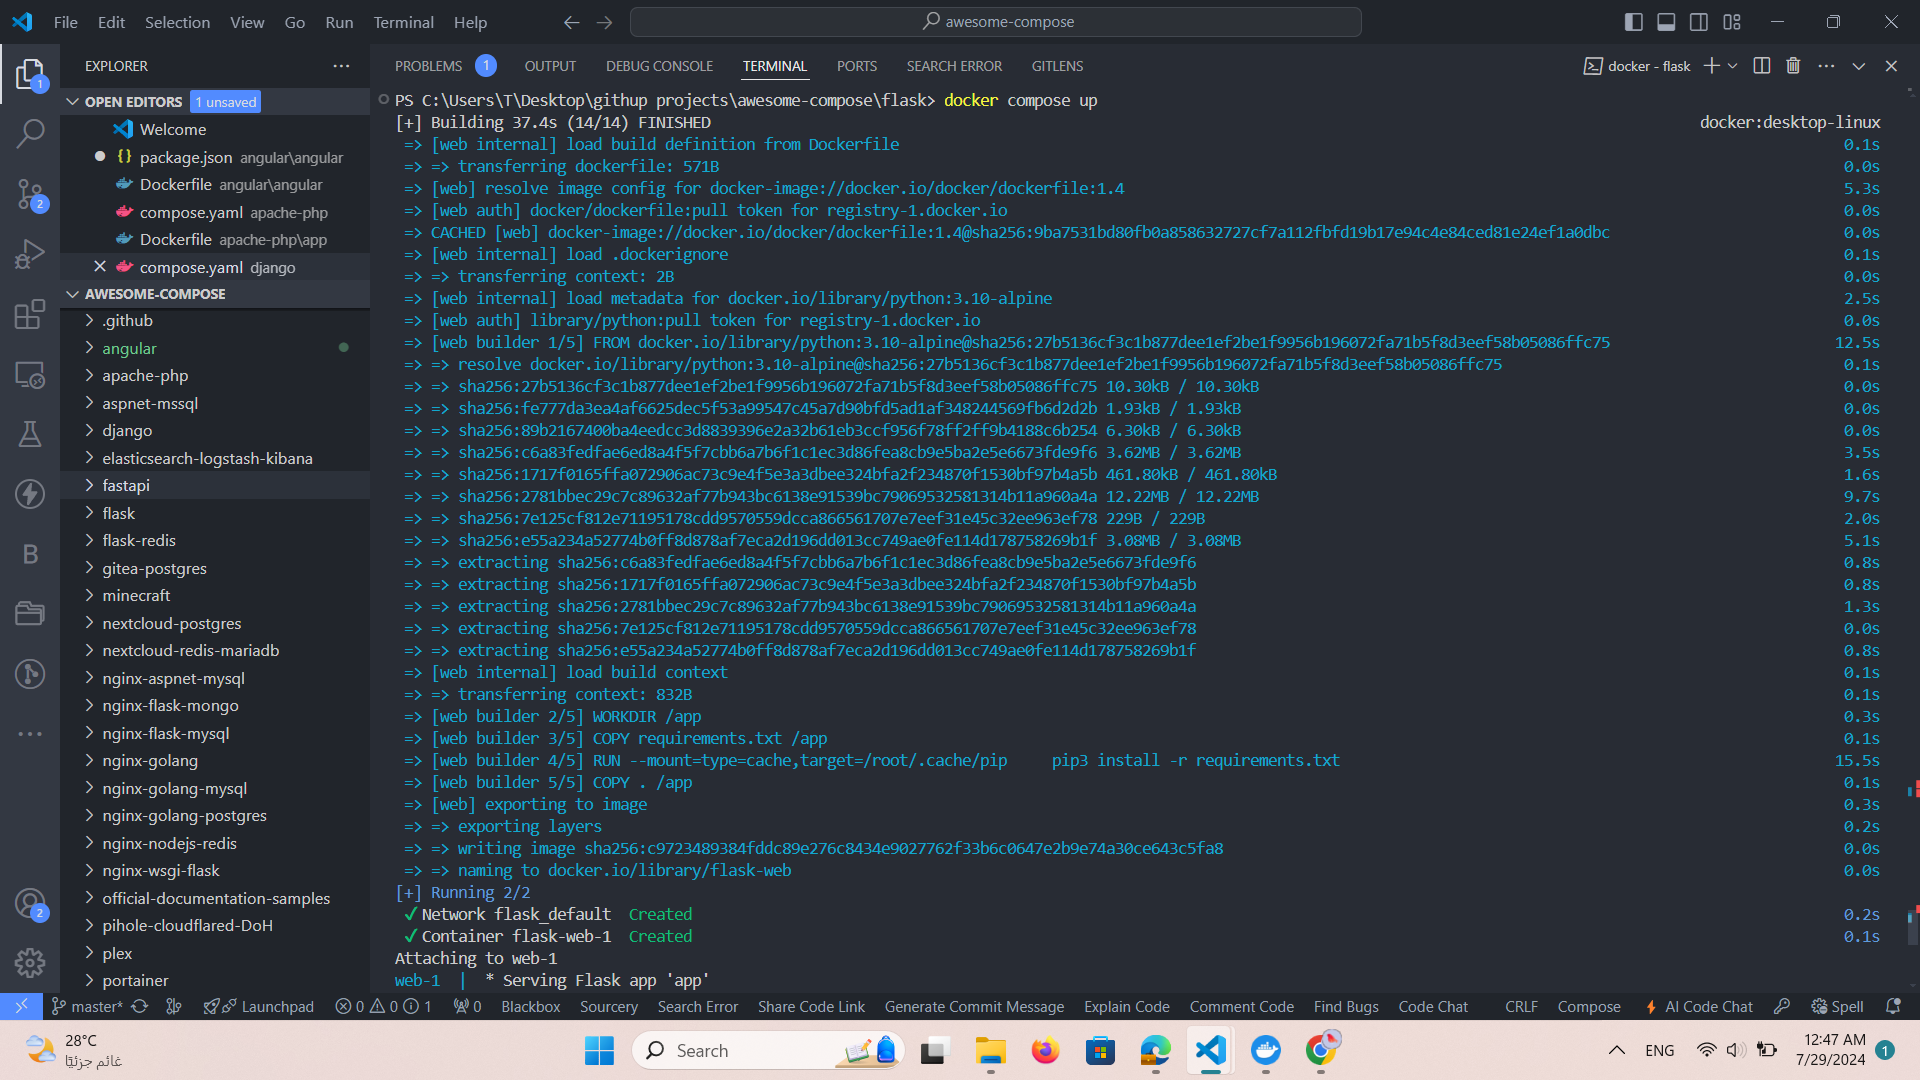 File Edit Selection View Go Run Terminal Help
awesome-compose
EXPLORER
OPEN EDITORS 1 unsaved
Welcome
package.json angular\angular
Dockerfile angular\angular
compose.yaml apache-php
Dockerfile apache-php\app
compose.yaml django
AWESOME-COMPOSE
.github
angular
apache-php
aspnet-mssql
django
elasticsearch-logstash-kibana
fastapi
flask
flask-redis
gitea-postgres
minecraft
nextcloud-postgres
nextcloud-redis-mariadb
nginx-aspnet-mysql
nginx-flask-mongo
nginx-flask-mysql
nginx-golang
nginx-golang-mysql
nginx-golang-postgres
nginx-nodejs-redis
nginx-wsgi-flask
official-documentation-samples
pihole-cloudflared-DoH
plex
portainer
1
2
B
2
PROBLEMS 1 OUTPUT DEBUG CONSOLE TERMINAL PORTS SEARCH ERROR GITLENS docker - flask
PS C:\Users\T\Desktop\githup projects\awesome-compose\flask> docker compose up
[+] Building 37.4s (14/14) FINISHED docker:desktop-linux
=> [web internal] load build definition from Dockerfile 0.1s
=> => transferring dockerfile: 571B 0.0s
=> [web] resolve image config for docker-image://docker.io/docker/dockerfile:1.4 5.3s
=> [web auth] docker/dockerfile:pull token for registry-1.docker.io 0.0s
=> CACHED [web] docker-image://docker.io/docker/dockerfile:1.4@sha256:9ba7531bd80fb0a858632727cf7a112fbfd19b17e94c4e84ced81e24ef1a0dbc 0.0s
=> [web internal] load .dockerignore 0.1s
=> => transferring context: 2B 0.0s
=> [web internal] load metadata for docker.io/library/python:3.10-alpine 2.5s
=> [web auth] library/python:pull token for registry-1.docker.io 0.0s
=> [web builder 1/5] FROM docker.io/library/python:3.10-alpine@sha256:27b5136cf3c1b877dee1ef2be1f9956b196072fa71b5f8d3eef58b05086ffc75 12.5s
=> => resolve docker.io/library/python:3.10-alpine@sha256:27b5136cf3c1b877dee1ef2be1f9956b196072fa71b5f8d3eef58b05086ffc75 0.1s
=> => sha256:27b5136cf3c1b877dee1ef2be1f9956b196072fa71b5f8d3eef58b05086ffc75 10.30kB / 10.30kB 0.0s
=> => sha256:fe777da3ea4af6625dec5f53a99547c45a7d90bfd5ad1af348244569fb6d2d2b 1.93kB / 1.93kB 0.0s
=> => sha256:89b2167400ba4eedcc3d8839396e2a32b61eb3ccf956f78ff2ff9b4188c6b254 6.30kB / 6.30kB 0.0s
=> => sha256:c6a83fedfae6ed8a4f5f7cbb6a7b6f1c1ec3d86fea8cb9e5ba2e5e6673fde9f6 3.62MB / 3.62MB 3.5s
=> => sha256:1717f0165ffa072906ac73c9e4f5e3a3dbee324bfa2f234870f1530bf97b4a5b 461.80kB / 461.80kB 1.6s
=> => sha256:2781bbec29c7c89632af77b943bc6138e91539bc79069532581314b11a960a4a 12.22MB / 12.22MB 9.7s
=> => sha256:7e125cf812e71195178cdd9570559dcca866561707e7eef31e45c32ee963ef78 229B / 229B 2.0s
=> => sha256:e55a234a52774b0ff8d878af7eca2d196dd013cc749ae0fe114d178758269b1f 3.08MB / 3.08MB 5.1s
=> => extracting sha256:c6a83fedfae6ed8a4f5f7cbb6a7b6f1c1ec3d86fea8cb9e5ba2e5e6673fde9f6 0.8s
=> => extracting sha256:1717f0165ffa072906ac73c9e4f5e3a3dbee324bfa2f234870f1530bf97b4a5b 0.8s
=> => extracting sha256:2781bbec29c7c89632af77b943bc6138e91539bc79069532581314b11a960a4a 1.3s
=> => extracting sha256:7e125cf812e71195178cdd9570559dcca866561707e7eef31e45c32ee963ef78 0.0s
=> => extracting sha256:e55a234a52774b0ff8d878af7eca2d196dd013cc749ae0fe114d178758269b1f 0.8s
=> [web internal] load build context 0.1s
=> => transferring context: 832B 0.1s
=> [web builder 2/5] WORKDIR /app 0.3s
=> [web builder 3/5] COPY requirements.txt /app 0.1s
=> [web builder 4/5] RUN --mount=type=cache,target=/root/.cache/pip     pip3 install -r requirements.txt 15.5s
=> [web builder 5/5] COPY . /app 0.1s
=> [web] exporting to image 0.3s
=> => exporting layers 0.2s
=> => writing image sha256:c9723489384fddc89e276c8434e9027762f33b6c0647e2b9e74a30ce643c5fa8 0.0s
=> => naming to docker.io/library/flask-web 0.0s
[+] Running 2/2
✓ Network flask_default Created 0.2s
✓ Container flask-web-1 Created 0.1s
Attaching to web-1
web-1 | * Serving Flask app 'app'
master* Launchpad 0 0 1 0 Blackbox Sourcery Search Error Share Code Link Generate Commit Message Explain Code Comment Code Find Bugs Code Chat CRLF Compose AI Code Chat Spell
28°C
غائم جزئيًا
Search
ENG
12:47 AM
7/29/2024
1